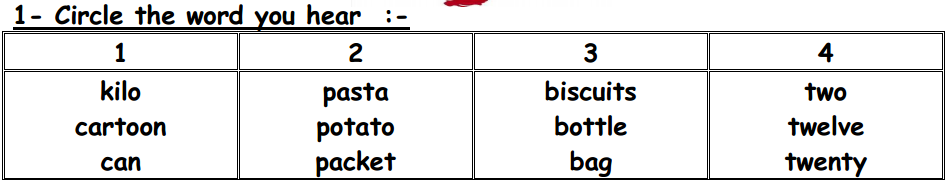 1- Circle the word you hear :-
1 2 3 4
kilo pasta biscuits two
cartoon potato bottle twelve
can packet bag twenty